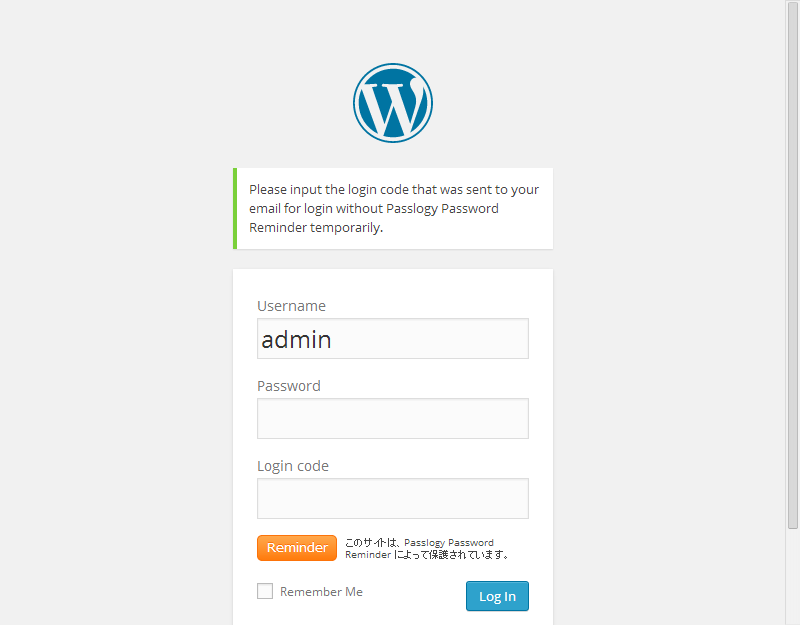 Please input the login code that was sent to your
email for login without Passlogy Password
Reminder temporarily.
Username
admin
Password
Login code
Reminder
このサイトは、Passlogy Password
Reminder によって保護されています。
Remember Me
Log In